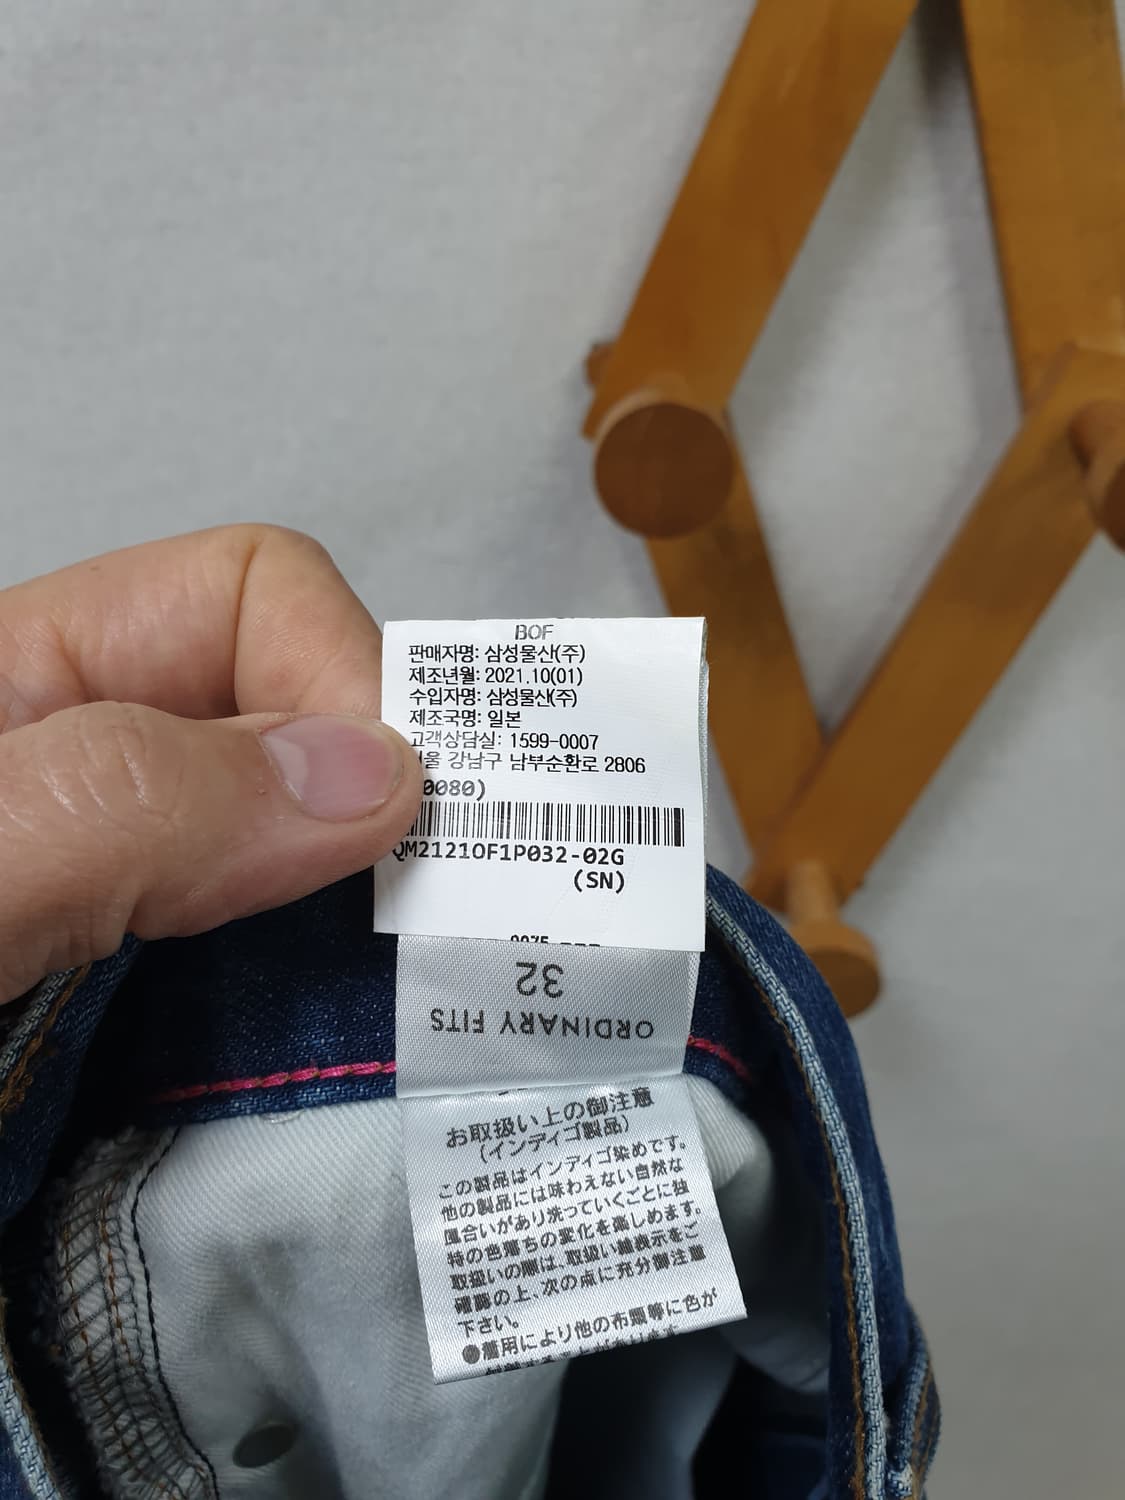 BOF
판매자명: 삼성물산(주)
제조년월: 2021.10(01)
수입자명: 삼성물산(주)
제조국명: 일본
고객상담실: 1599-0007
서울 강남구 남부순환로 2806
0080)
QM2121OF1P032-02G
(SN)
32
ORDINARY FITS
お取扱い上の御注意
(インディゴ製品)
この製品はインディゴ染めです。
他の製品には味わえない自然な
風合いがあり洗っていくごとに独
特の色落ちの変化を楽しめます。
取扱いの際は、取扱い絵表示をご
確認の上、次の点に充分御注意
下さい。
●着用により他の布類等に色が